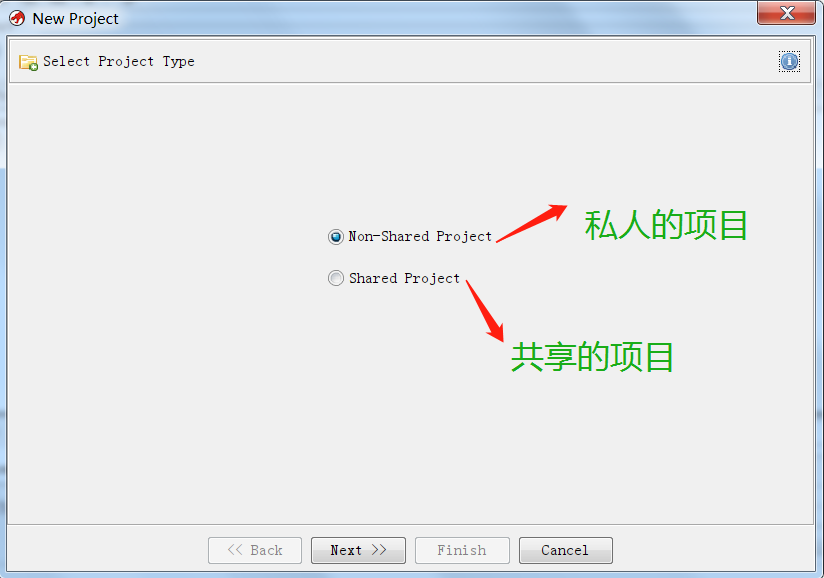 New Project
Select Project Type
Non-Shared Project
私人的项目
Shared Project
共享的项目
<< Back
Next >>
Finish
Cancel